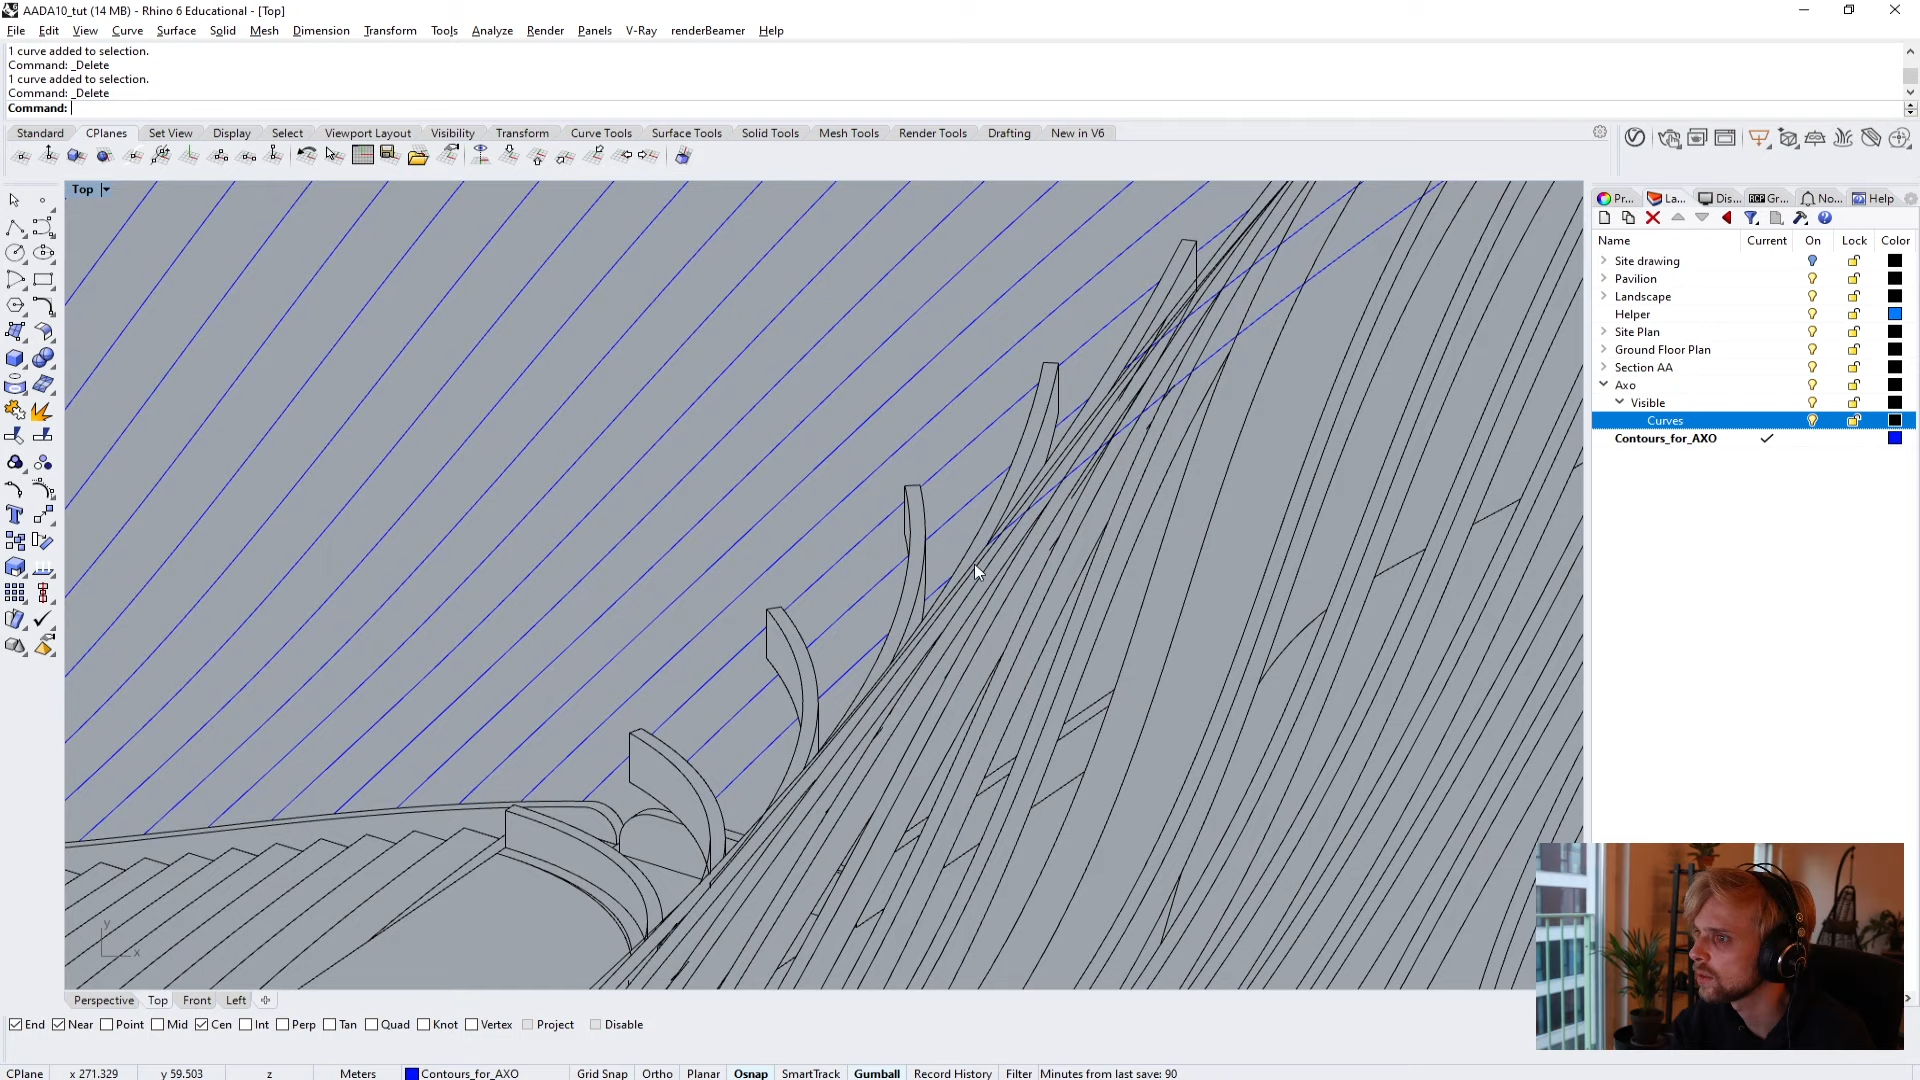 AADA10_tut (14 MB) - Rhino 6 Educational - [Top]
File Edit View Curve Surface Solid Mesh Dimension Transform Tools Analyze Render Panels V-Ray renderBeamer Help
1 curve added to selection.
Command: _Delete
1 curve added to selection.
Command: _Delete
Command:
Standard CPlanes Set View Display Select Viewport Layout Visibility Transform Curve Tools Surface Tools Solid Tools Mesh Tools Render Tools Drafting New in V6
Top
Pr... La... Dis... Gr... No... Help
Name Current On Lock Color
Site drawing
Pavilion
Landscape
Helper
Site Plan
Ground Floor Plan
Section AA
Axo
Visible
Curves
Contours_for_AXO
y
x
Perspective Top Front Left
End Near Point Mid Cen Int Perp Tan Quad Knot Vertex Project Disable
CPlane x 271.329 y 59.503 z Meters Contours_for_AXO Grid Snap Ortho Planar Osnap SmartTrack Gumball Record History Filter Minutes from last save: 90